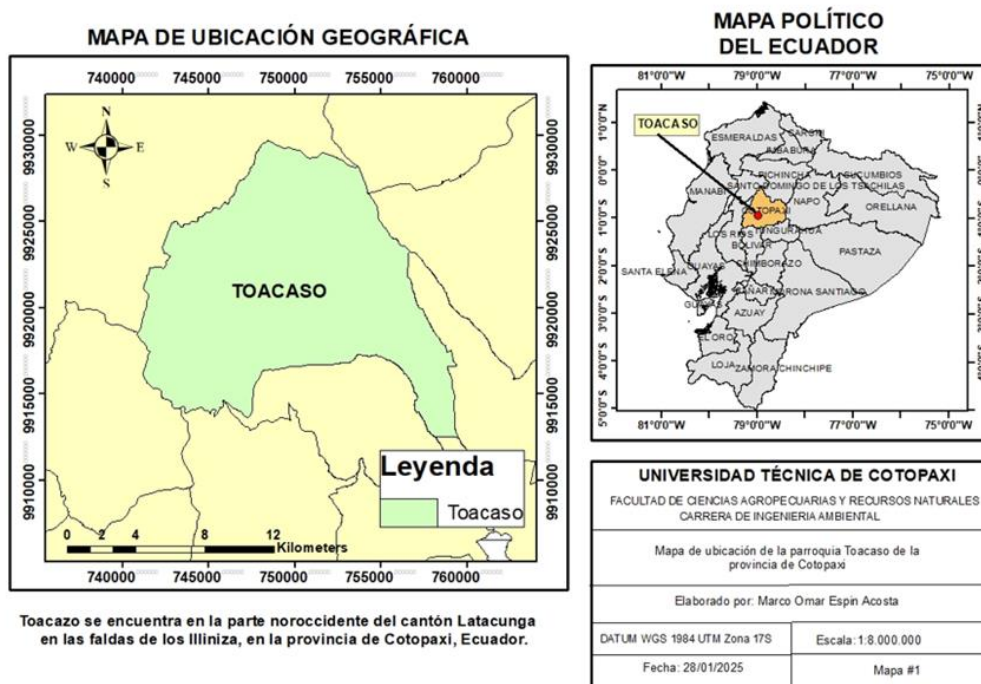 MAPA DE UBICACIÓN GEOGRÁFICA
740000 745000 750000 755000 760000
9930000
9925000
9920000
9915000
9910000
9930000
9925000
9920000
9915000
9910000
N
W E
S
TOACASO
Leyenda
Toacaso
0 2 4 8 12
Kilometers
740000 745000 750000 755000 760000
Toacazo se encuentra en la parte noroccidente del cantón Latacunga
en las faldas de los Illiniza, en la provincia de Cotopaxi, Ecuador.
MAPA POLÍTICO
DEL ECUADOR
81°0'0"W 79°0'0"W 77°0'0"W 75°0'0"W
1°0'0"N
0°0'0"
1°0'0"S
2°0'0"S
3°0'0"S
4°0'0"S
5°0'0"S
TOACASO
ESMERALDAS
CARCHI
IMBABURA
PICHINCHA
SUCUMBIOS
SANTO DOMINGO DE LOS TSACHILAS
MANABI
NAPO
ORELLANA
COTOPAXI
LOS RIOS
TUNGURAHUA
BOLIVAR
PASTAZA
CHIMBORAZO
SANTA ELENA
GUAYAS
CAÑAR
MORONA SANTIAGO
GUAYAS
AZUAY
EL ORO
LOJA
ZAMORA CHINCHIPE
81°0'0"W 79°0'0"W 77°0'0"W 75°0'0"W
UNIVERSIDAD TÉCNICA DE COTOPAXI
FACULTAD DE CIENCIAS AGROPECUARIAS Y RECURSOS NATURALES
CARRERA DE INGENIERIA AMBIENTAL
Mapa de ubicación de la parroquia Toacaso de la
provincia de Cotopaxi
Elaborado por: Marco Omar Espin Acosta
DATUM WGS 1984 UTM Zona 17S
Escala: 1:8.000.000
Fecha: 28/01/2025
Mapa #1